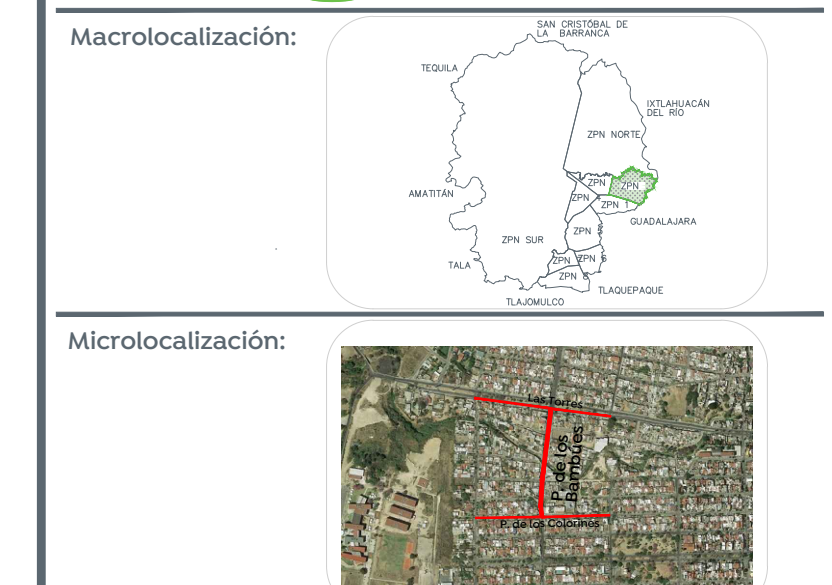 Macrolocalización:
SAN CRISTÓBAL DE
LA BARRANCA
TEQUILA
IXTLAHUACÁN
DEL RÍO
ZPN NORTE
ZPN
ZPN
AMATITÁN
ZPN
ZPN 1
GUADALAJARA
ZPN
ZPN SUR
ZPN
ZPN 6
TALA
ZPN
TLAQUEPAQUE
TLAJOMULCO
Microlocalización:
Las Torres
P. de los
Bambúes
P. de los Colorines